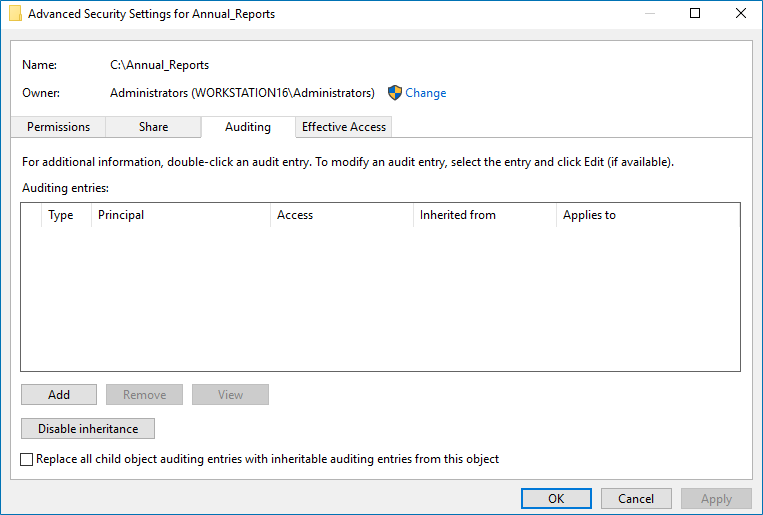 Advanced Security Settings for Annual_Reports
Name: C:\Annual_Reports
Owner: Administrators (WORKSTATION16\Administrators) Change
Permissions Share Auditing Effective Access
For additional information, double-click an audit entry. To modify an audit entry, select the entry and click Edit (if available).
Auditing entries:
Type Principal Access Inherited from Applies to
Add Remove View
Disable inheritance
Replace all child object auditing entries with inheritable auditing entries from this object
OK Cancel Apply